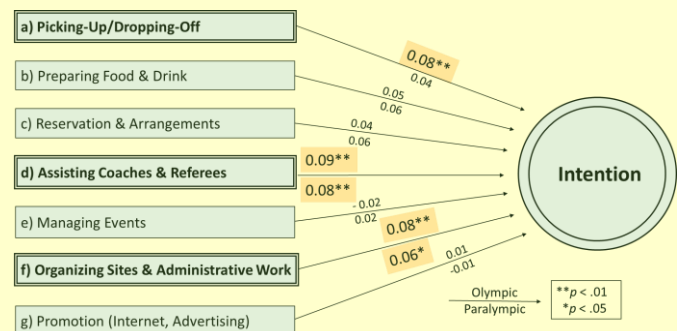 a) Picking-Up/Dropping-Off
0.08**
0.04
b) Preparing Food & Drink
0.05
0.06
c) Reservation & Arrangements
0.04
0.06
d) Assisting Coaches & Referees
0.09**
0.08**
Intention
e) Managing Events
- 0.02
0.02
f) Organizing Sites & Administrative Work
0.08**
0.06*
g) Promotion (Internet, Advertising)
0.01
-0.01
Olympic
Paralympic
**p < .01
*p < .05